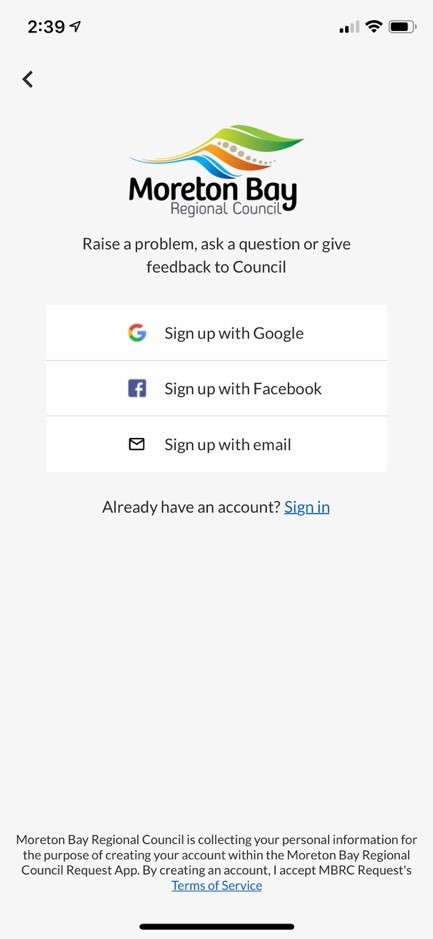 2:39
Moreton Bay
Regional Council
Raise a problem, ask a question or give
feedback to Council
Sign up with Google
Sign up with Facebook
Sign up with email
Already have an account? Sign in
Moreton Bay Regional Council is collecting your personal information for
the purpose of creating your account within the Moreton Bay Regional
Council Request App. By creating an account, I accept MBRC Request's
Terms of Service